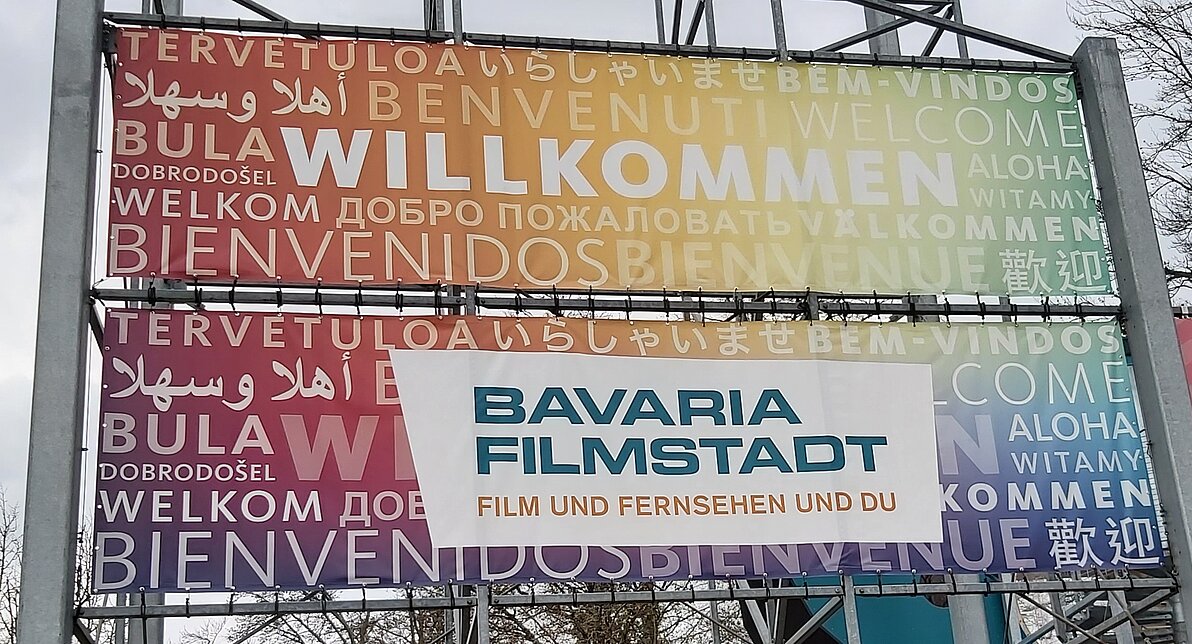 TERVETULOA いらしゃいませ BEM-VINDOS
أهلا وسهلا BENVENUTI WELCOME
BULA WILLKOMMEN ALOHA
DOBRODOŠEL WITAMY
WELKOM ДОБРО ПОЖАЛОВАТЬ VÄLKOMMEN
BIENVENIDOS BIENVENUE 歡迎
TERVETULOA いらしゃいませ BEM-VINDOS
أهلا وسهلا B LCOME
BULA WI N ALOHA
DOBRODOŠEL WITAMY
WELKOM ДОБ KOMMEN
BIENVENIDOS BIENVENUE 歡迎
BAVARIA
FILMSTADT
FILM UND FERNSEHEN UND DU